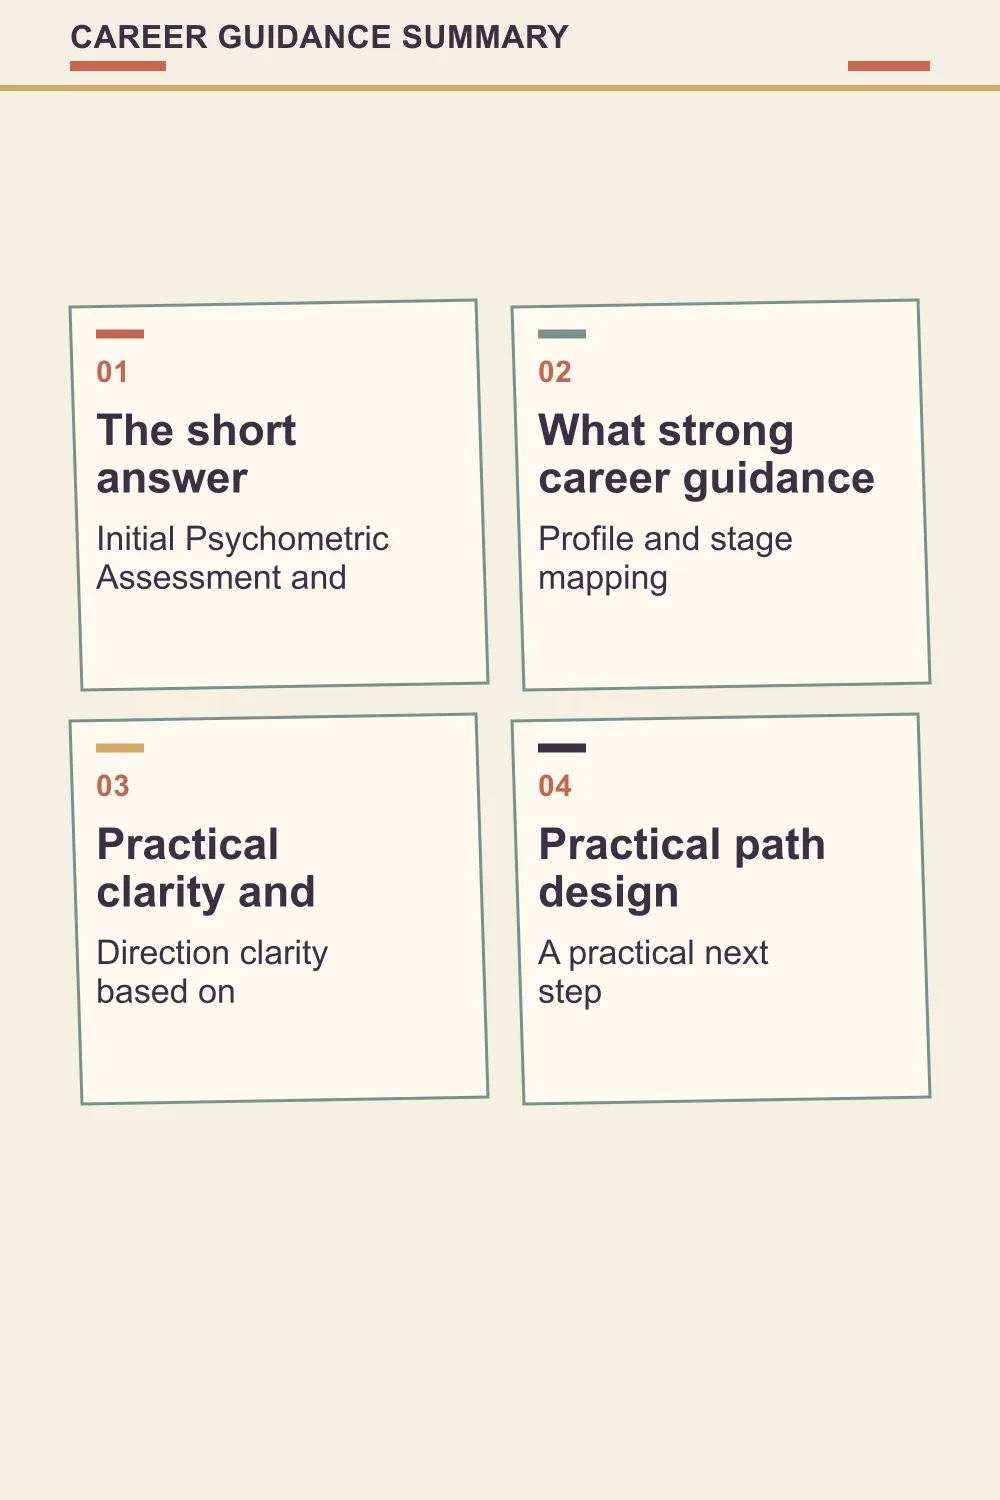 CAREER GUIDANCE SUMMARY
01
The short
answer
Initial Psychometric
Assessment and
02
What strong
career guidance
Profile and stage
mapping
03
Practical
clarity and
Direction clarity
based on
04
Practical path
design
A practical next
step